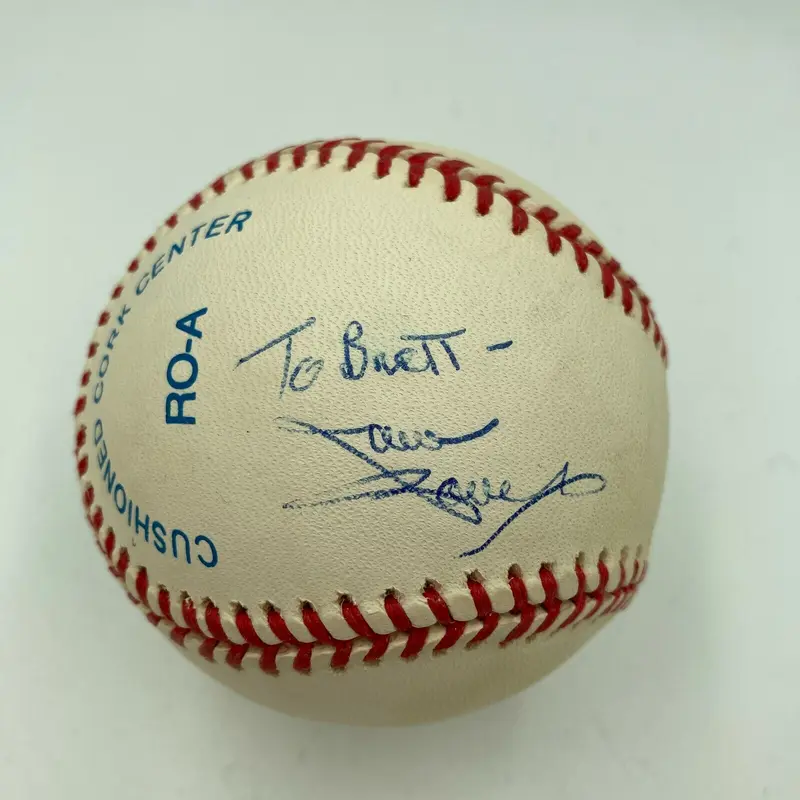 CUSHIONED CORK CENTER
RO-A
To Brett -